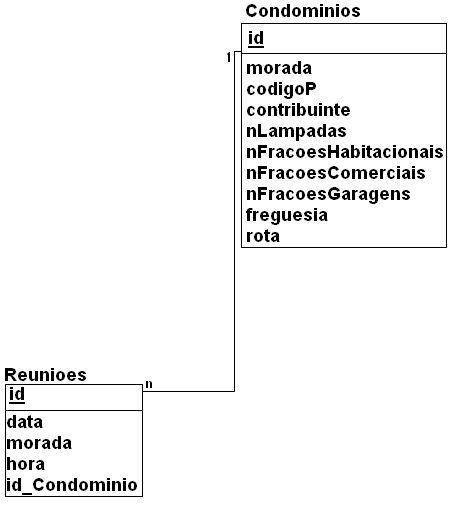 Condominios
id
1
morada
codigoP
contribuinte
nLampadas
nFracoesHabitacionais
nFracoesComerciais
nFracoesGaragens
freguesia
rota
Reunioes
n
id
data
morada
hora
id_Condominio